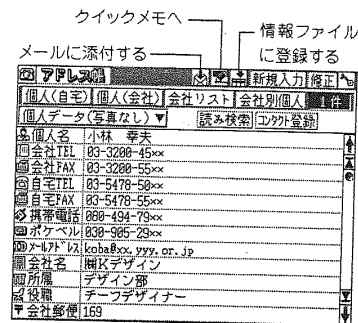 クイックメモへ
情報ファイル
に登録する
メールに添付する
アドレス帳 新規入力 修正
個人(自宅) 個人(会社) 会社リスト 会社別個人 1件
個人データ(写真なし)▼ 読み検索 コンタクト登録
個人名 小林 幸夫
会社TEL 03-3200-45××
会社FAX 03-3200-55××
自宅TEL 03-5478-50××
自宅FAX 03-5478-55××
携帯電話 080-494-79××
ポケベル 030-905-29××
メールアドレス koba@xx.yyy.or.jp
会社名 ㈱Kデザイン
所属 デザイン部
役職 チーフデザイナー
〒会社郵便 169